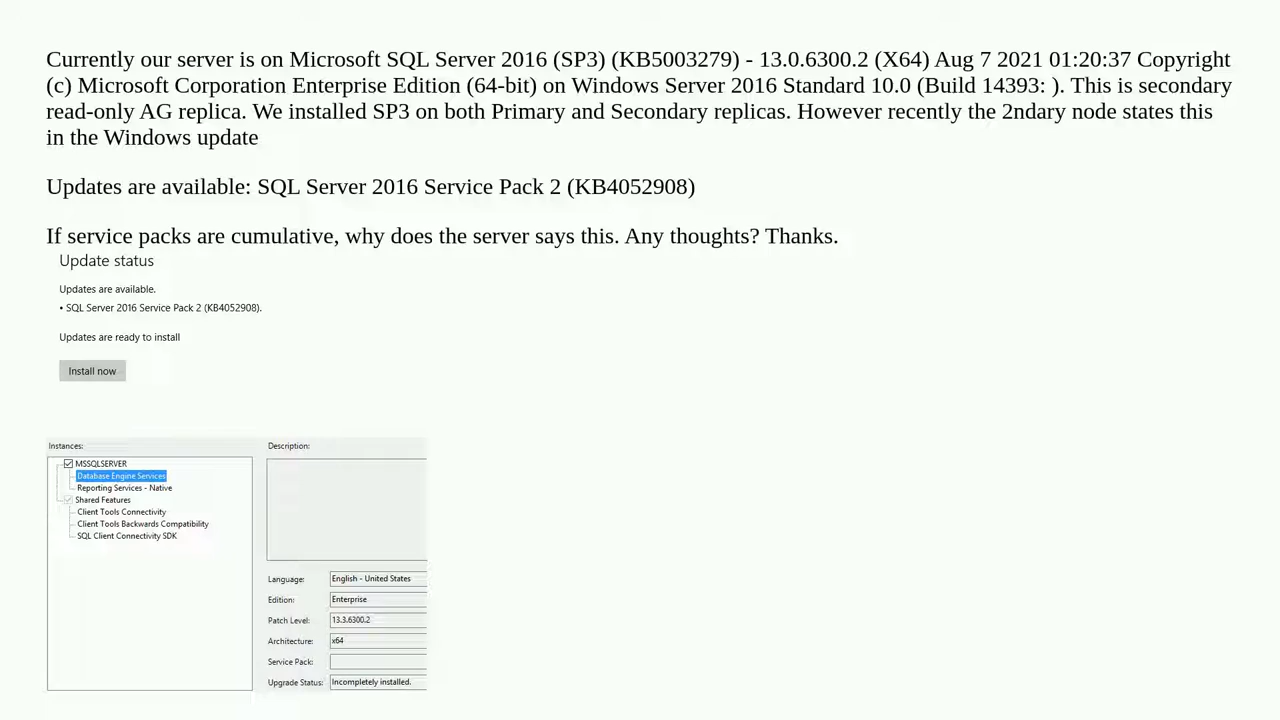 Currently our server is on Microsoft SQL Server 2016 (SP3) (KB5003279) - 13.0.6300.2 (X64) Aug 7 2021 01:20:37 Copyright
(c) Microsoft Corporation Enterprise Edition (64-bit) on Windows Server 2016 Standard 10.0 (Build 14393: ). This is secondary
read-only AG replica. We installed SP3 on both Primary and Secondary replicas. However recently the 2ndary node states this
in the Windows update
Updates are available: SQL Server 2016 Service Pack 2 (KB4052908)
If service packs are cumulative, why does the server says this. Any thoughts? Thanks.
Update status
Updates are available.
• SQL Server 2016 Service Pack 2 (KB4052908).
Updates are ready to install
Install now
Instances:
MSSQLSERVER
Database Engine Services
Reporting Services - Native
Shared Features
Client Tools Connectivity
Client Tools Backwards Compatibility
SQL Client Connectivity SDK
Description:
Language: English - United States
Edition: Enterprise
Patch Level: 13.3.6300.2
Architecture: x64
Service Pack:
Upgrade Status: Incompletely installed.